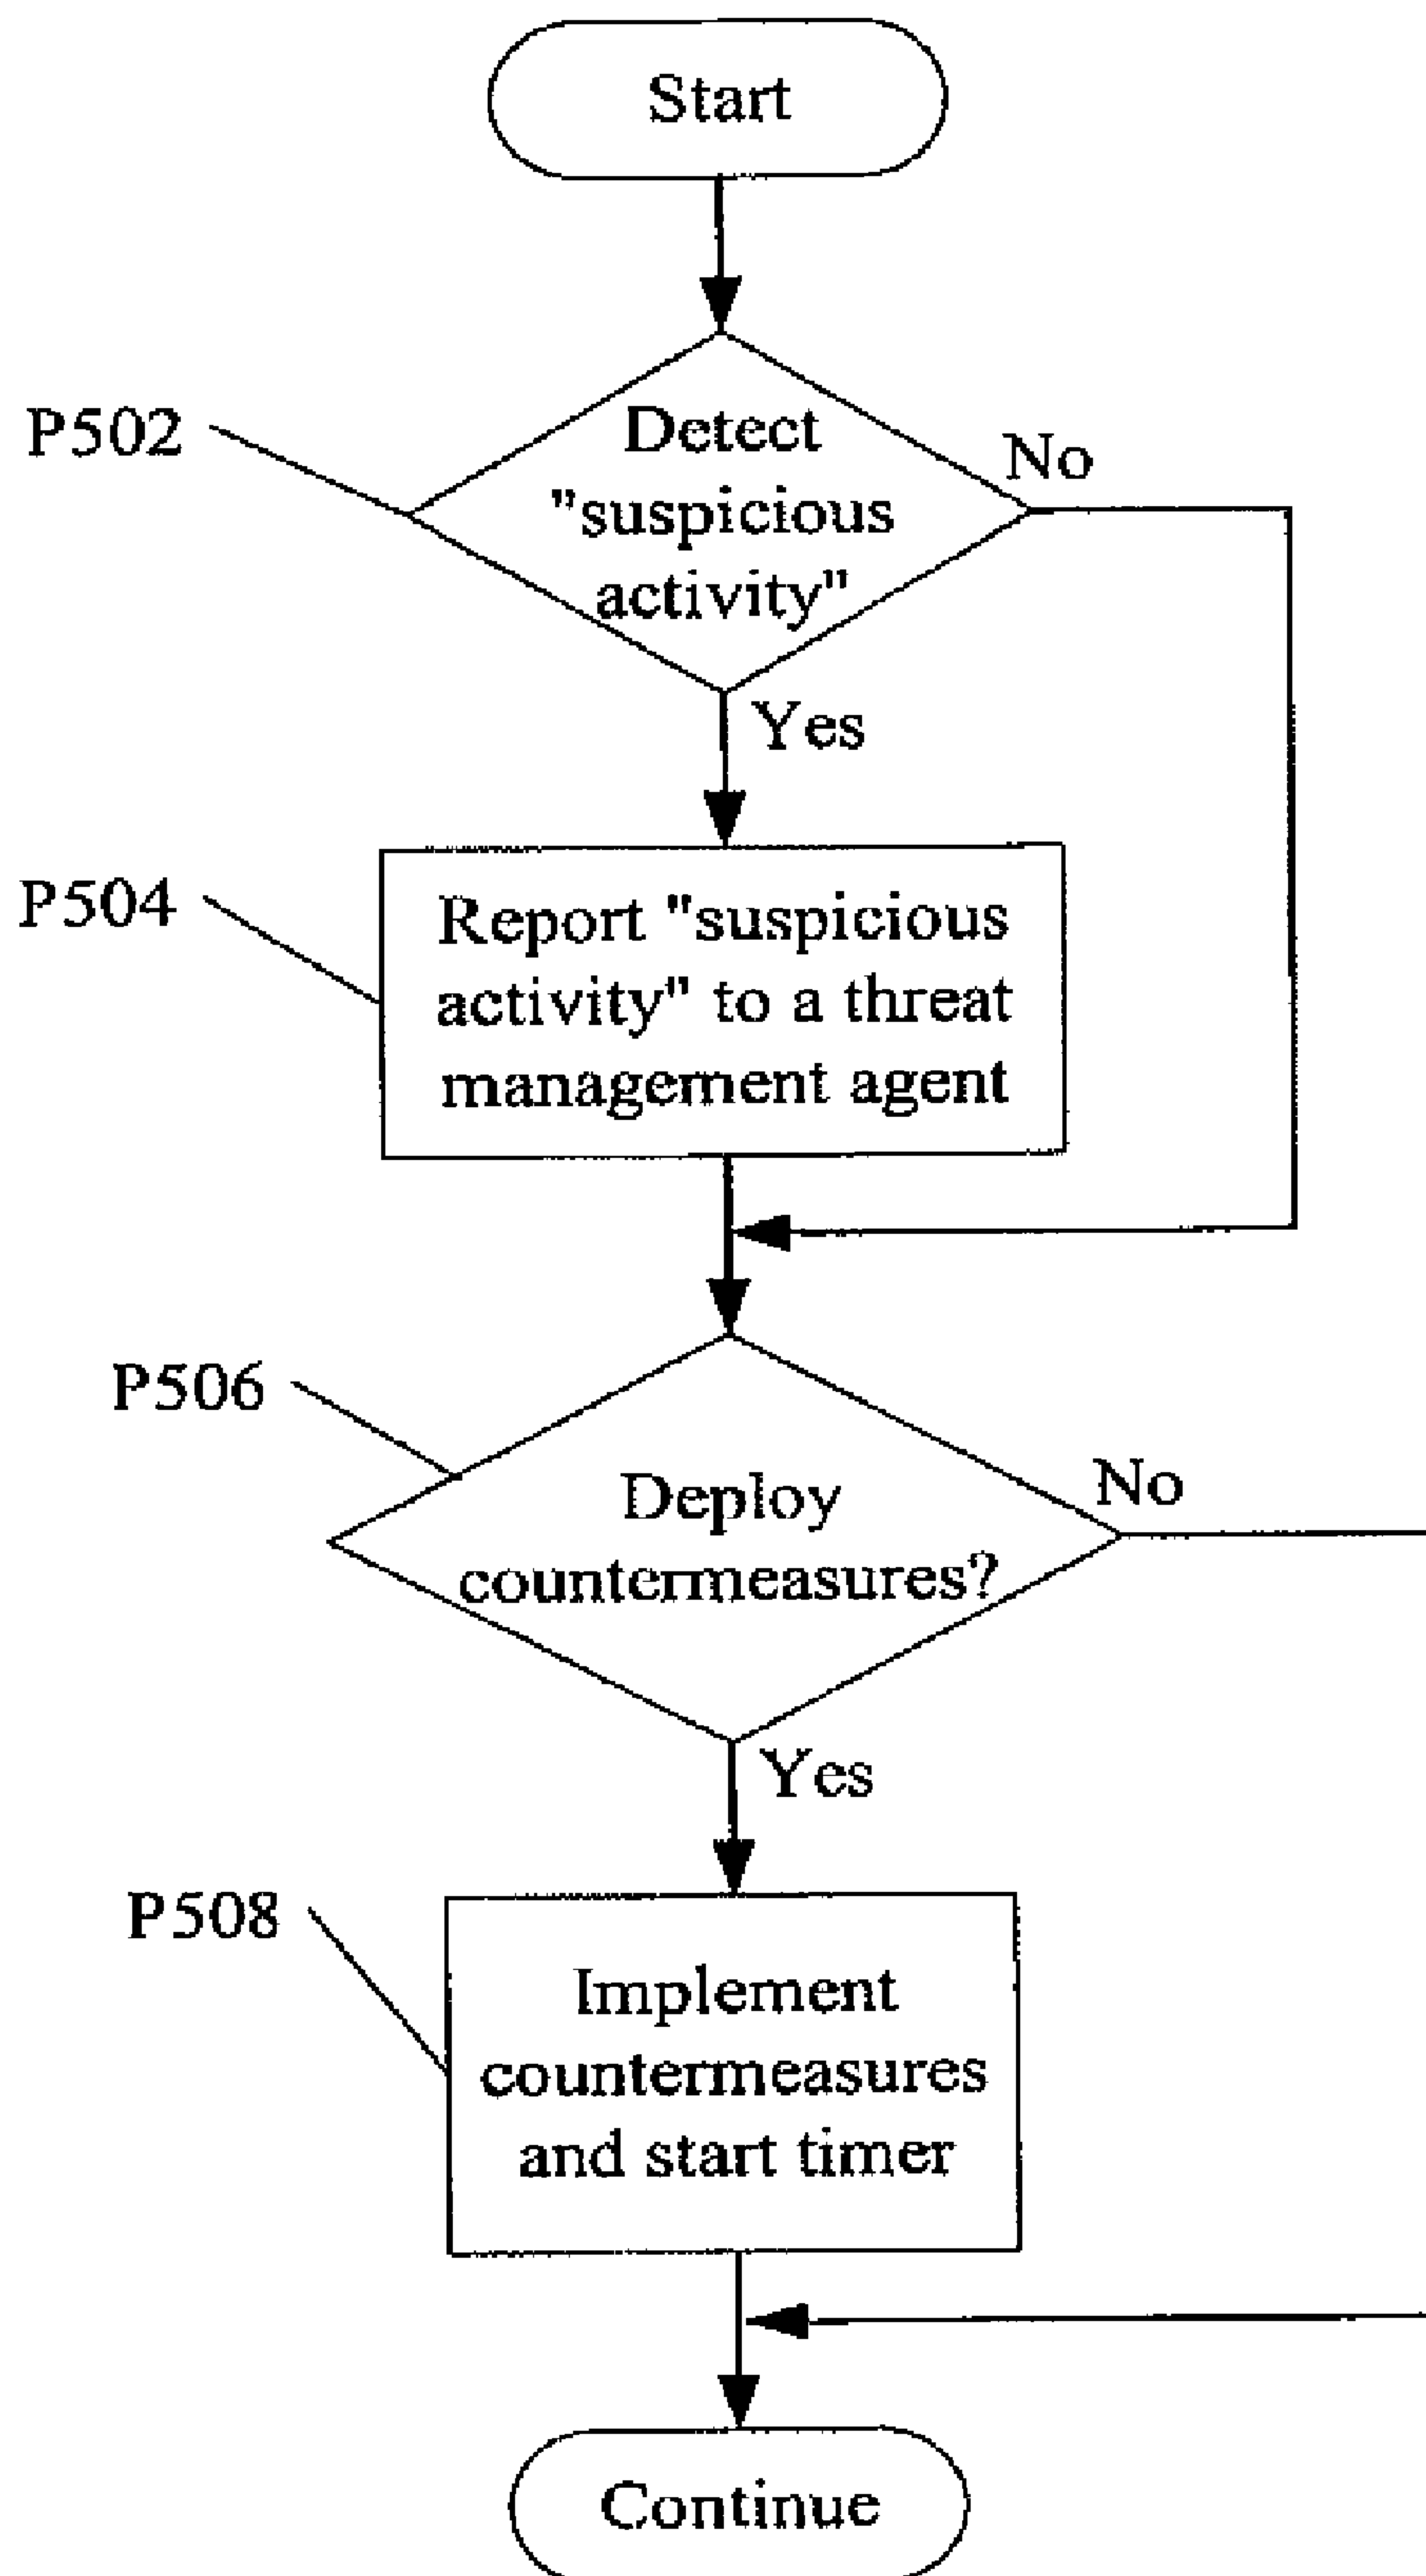 Start
P502
Detect
"suspicious
activity"
No
Yes
P504
Report "suspicious
activity" to a threat
management agent
P506
Deploy
countermeasures?
No
Yes
P508
Implement
countermeasures
and start timer
Continue